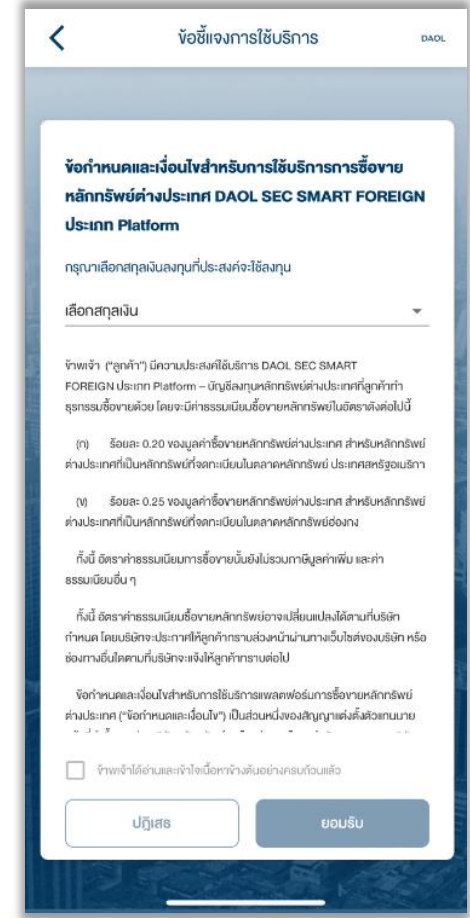 ข้อชี้แจงการใช้บริการ
DAOL
ข้อกำหนดและเงื่อนไขสำหรับการใช้บริการการซื้อขาย
หลักทรัพย์ต่างประเทศ DAOL SEC SMART FOREIGN
ประเภท Platform
กรุณาเลือกสกุลเงินลงทุนที่ประสงค์จะใช้ลงทุน
เลือกสกุลเงิน
ข้าพเจ้า ("ลูกค้า") มีความประสงค์ใช้บริการ DAOL SEC SMART
FOREIGN ประเภท Platform – บัญชีลงทุนหลักทรัพย์ต่างประเทศที่ลูกค้าทำ
ธุรกรรมซื้อขายด้วย โดยจะมีค่าธรรมเนียมซื้อขายหลักทรัพย์ในอัตราดังต่อไปนี้
(ก) ร้อยละ 0.20 ของมูลค่าซื้อขายหลักทรัพย์ต่างประเทศ สำหรับหลักทรัพย์
ต่างประเทศที่เป็นหลักทรัพย์ที่จดทะเบียนในตลาดหลักทรัพย์ ประเทศสหรัฐอเมริกา
(ข) ร้อยละ 0.25 ของมูลค่าซื้อขายหลักทรัพย์ต่างประเทศ สำหรับหลักทรัพย์
ต่างประเทศที่เป็นหลักทรัพย์ที่จดทะเบียนในตลาดหลักทรัพย์ฮ่องกง
ทั้งนี้ อัตราค่าธรรมเนียมการซื้อขายนั้นยังไม่รวมภาษีมูลค่าเพิ่ม และค่า
ธรรมเนียมอื่น ๆ
ทั้งนี้ อัตราค่าธรรมเนียมซื้อขายหลักทรัพย์อาจเปลี่ยนแปลงได้ตามที่บริษัท
กำหนด โดยบริษัทจะประกาศให้ลูกค้าทราบล่วงหน้าผ่านทางเว็บไซต์ของบริษัท หรือ
ช่องทางอื่นใดตามที่บริษัทจะแจ้งให้ลูกค้าทราบต่อไป
ข้อกำหนดและเงื่อนไขสำหรับการใช้บริการแพลตฟอร์มการซื้อขายหลักทรัพย์
ต่างประเทศ ("ข้อกำหนดและเงื่อนไข") เป็นส่วนหนึ่งของสัญญาแต่งตั้งตัวแทนนาย
ข้าพเจ้าได้อ่านและเข้าใจเนื้อหาข้างต้นอย่างครบถ้วนแล้ว
ปฏิเสธ
ยอมรับ